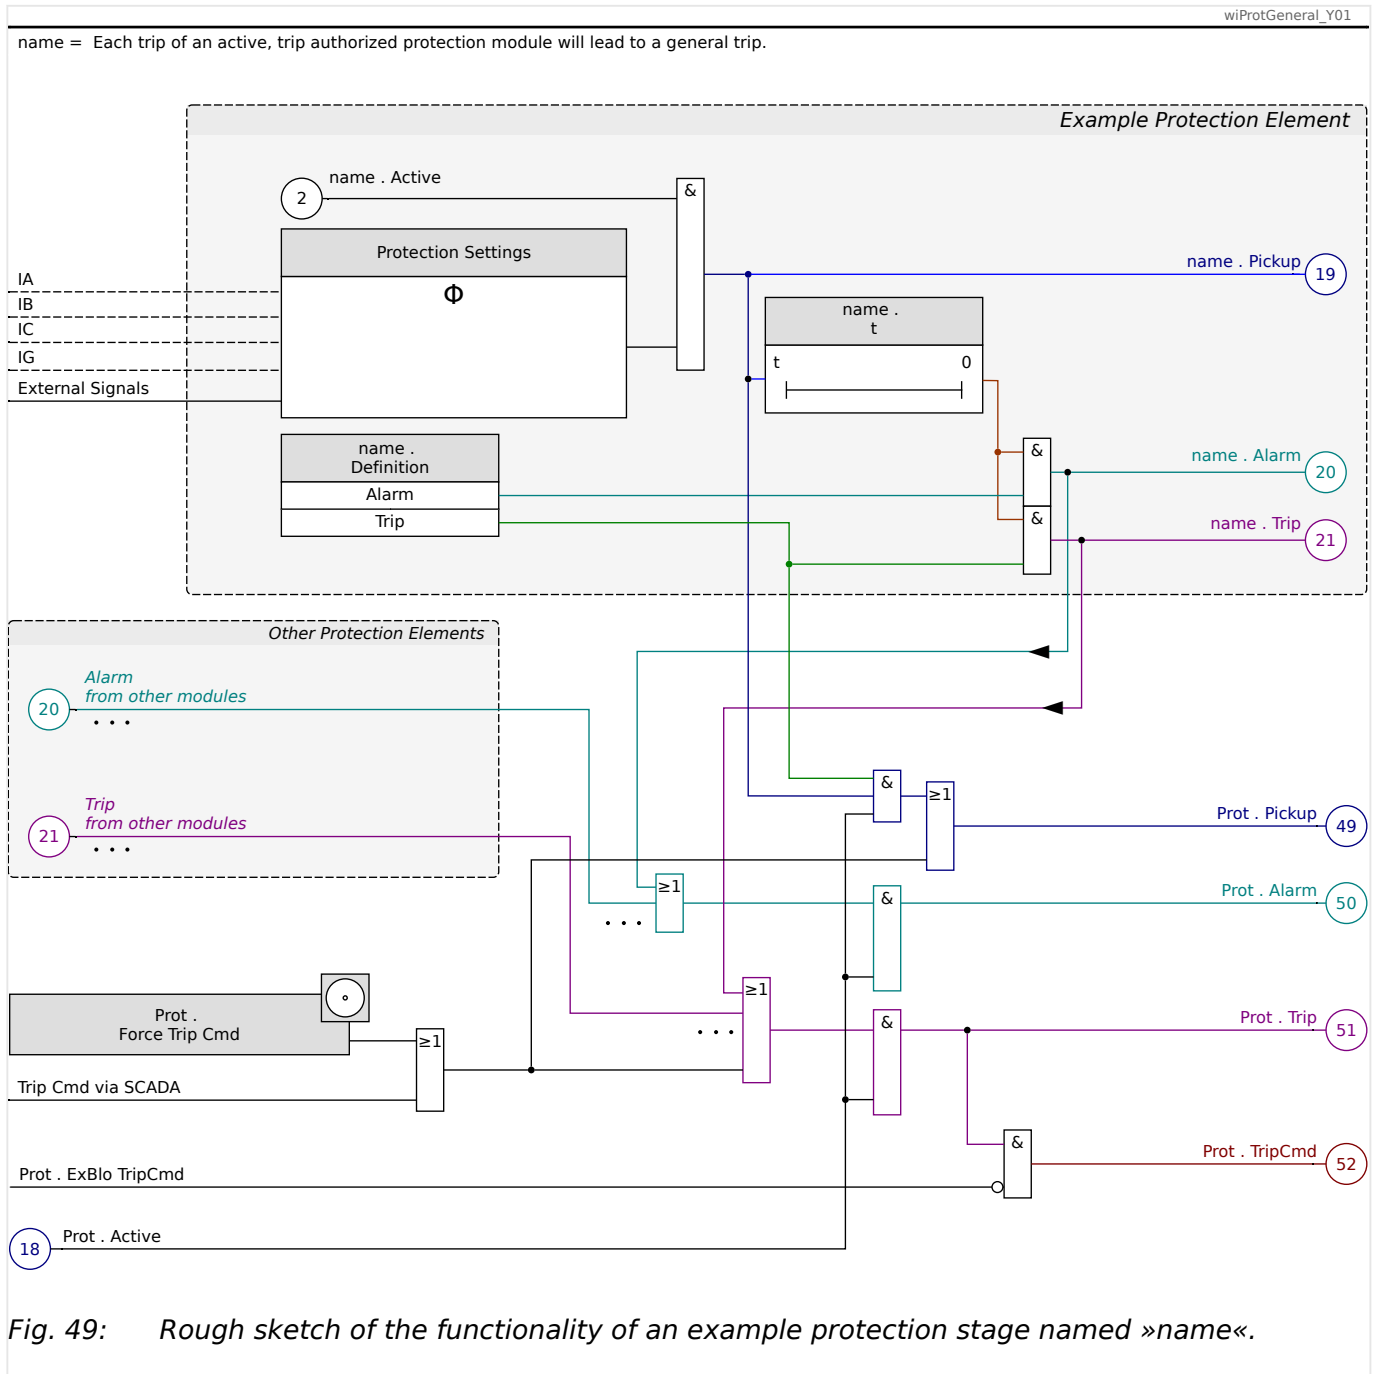 wiProtGeneral_Y01
name = Each trip of an active, trip authorized protection module will lead to a general trip.
Example Protection Element
name . Active
2
&
Protection Settings
Φ
name . Pickup
19
IA
IB
IC
IG
External Signals
name .
t
t 0
name .
Definition
Alarm
Trip
&
name . Alarm
20
&
name . Trip
21
Other Protection Elements
Alarm
from other modules
20
• • •
Trip
from other modules
21
• • •
&
≥1
Prot . Pickup
49
≥1
• • •
&
Prot . Alarm
50
Prot .
Force Trip Cmd
≥1
Trip Cmd via SCADA
≥1
• • •
&
Prot . Trip
51
&
Prot . TripCmd
52
Prot . ExBlo TripCmd
18
Prot . Active
Fig. 49: Rough sketch of the functionality of an example protection stage named »name«.